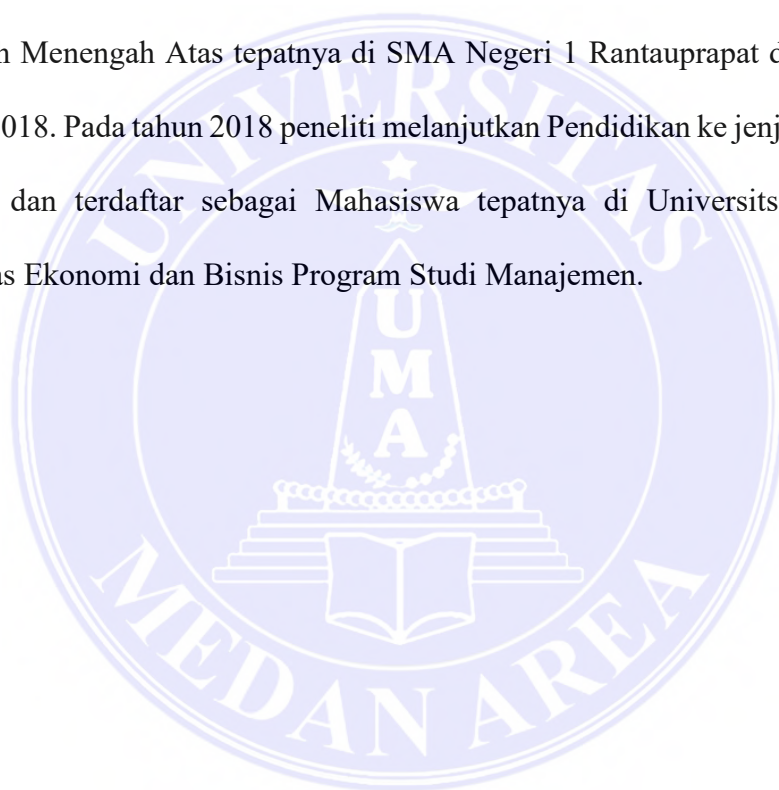 n Menengah Atas tepatnya di SMA Negeri 1 Rantauprapat d
018. Pada tahun 2018 peneliti melanjutkan Pendidikan ke jenj
dan terdaftar sebagai Mahasiswa tepatnya di Universits
as Ekonomi dan Bisnis Program Studi Manajemen.
UNIVERSITAS
UMA
MEDAN AREA